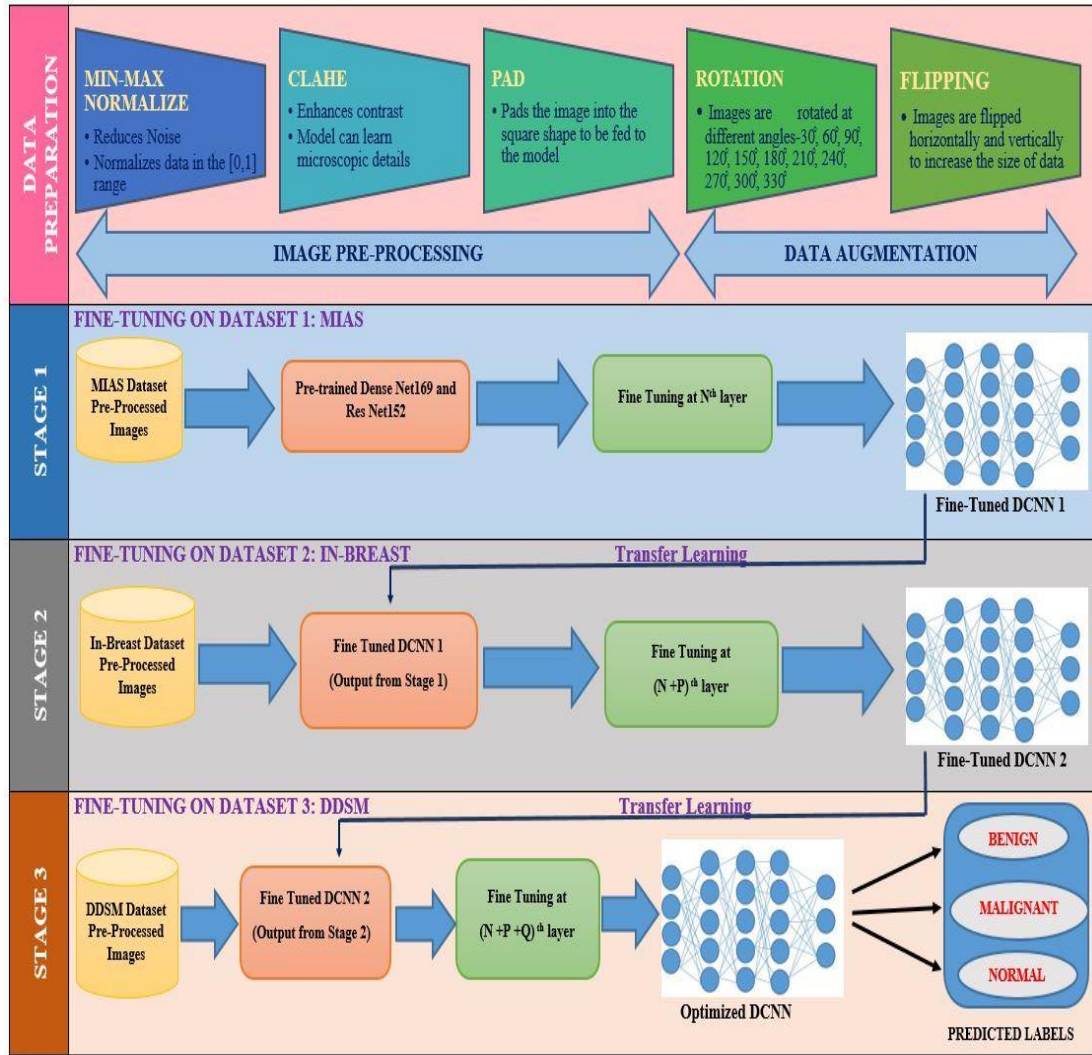 DATA
PREPARATION
MIN-MAX
NORMALIZE
• Reduces Noise
• Normalizes data in the [0,1]
range
CLAHE
• Enhances contrast
• Model can learn
microscopic details
PAD
• Pads the image into the
square shape to be fed to
the model
ROTATION
• Images are rotated at
different angles-30°, 60°, 90°,
120°, 150°, 180°, 210°, 240°,
270°, 300°, 330°
FLIPPING
• Images are flipped
horizontally and vertically
to increase the size of data
IMAGE PRE-PROCESSING
DATA AUGMENTATION
STAGE 1
FINE-TUNING ON DATASET 1: MIAS
MIAS Dataset
Pre-Processed
Images
Pre-trained Dense Net169 and
Res Net152
Fine Tuning at Nth layer
Fine-Tuned DCNN 1
STAGE 2
FINE-TUNING ON DATASET 2: IN-BREAST
Transfer Learning
In-Breast Dataset
Pre-Processed
Images
Fine Tuned DCNN 1
(Output from Stage 1)
Fine Tuning at
(N +P) th layer
Fine-Tuned DCNN 2
STAGE 3
FINE-TUNING ON DATASET 3: DDSM
Transfer Learning
DDSM Dataset
Pre-Processed
Images
Fine Tuned DCNN 2
(Output from Stage 2)
Fine Tuning at
(N +P +Q) th layer
Optimized DCNN
BENIGN
MALIGNANT
NORMAL
PREDICTED LABELS